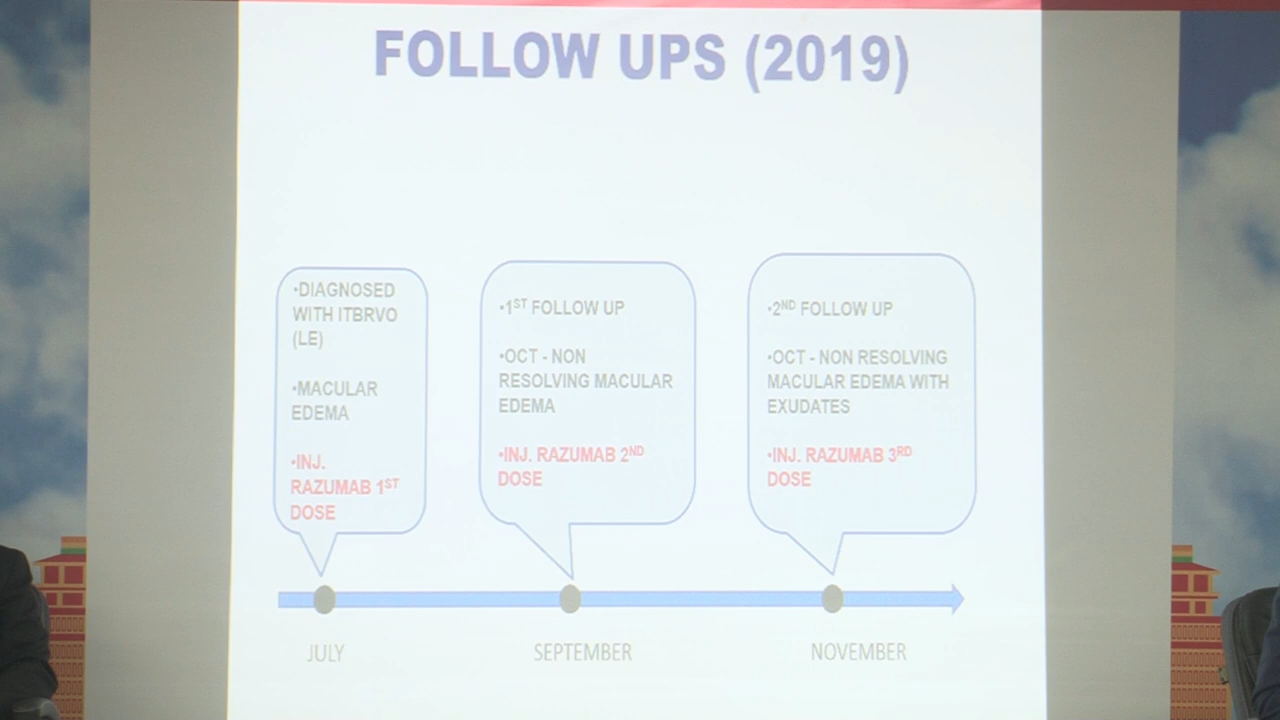 FOLLOW UPS (2019)
•DIAGNOSED
WITH ITBRVO
(LE)
•MACULAR
EDEMA
•INJ.
RAZUMAB 1ST
DOSE
•1ST FOLLOW UP
•OCT - NON
RESOLVING MACULAR
EDEMA
•INJ. RAZUMAB 2ND
DOSE
•2ND FOLLOW UP
•OCT - NON RESOLVING
MACULAR EDEMA WITH
EXUDATES
•INJ. RAZUMAB 3RD
DOSE
JULY
SEPTEMBER
NOVEMBER